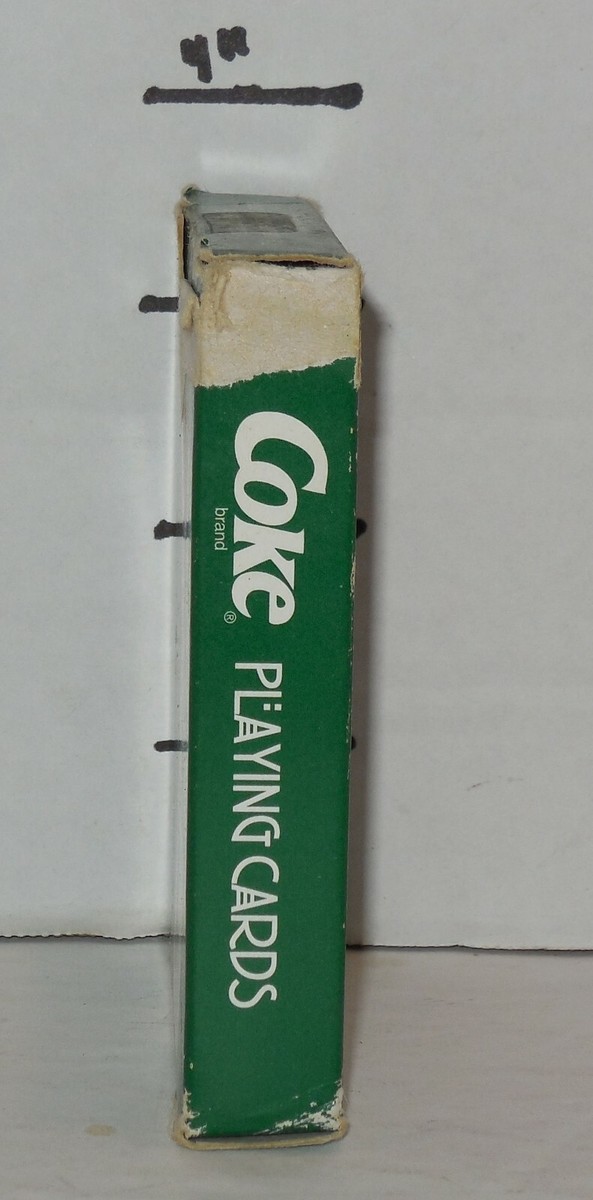 4"
Coke
brand ®
PLAYING CARDS